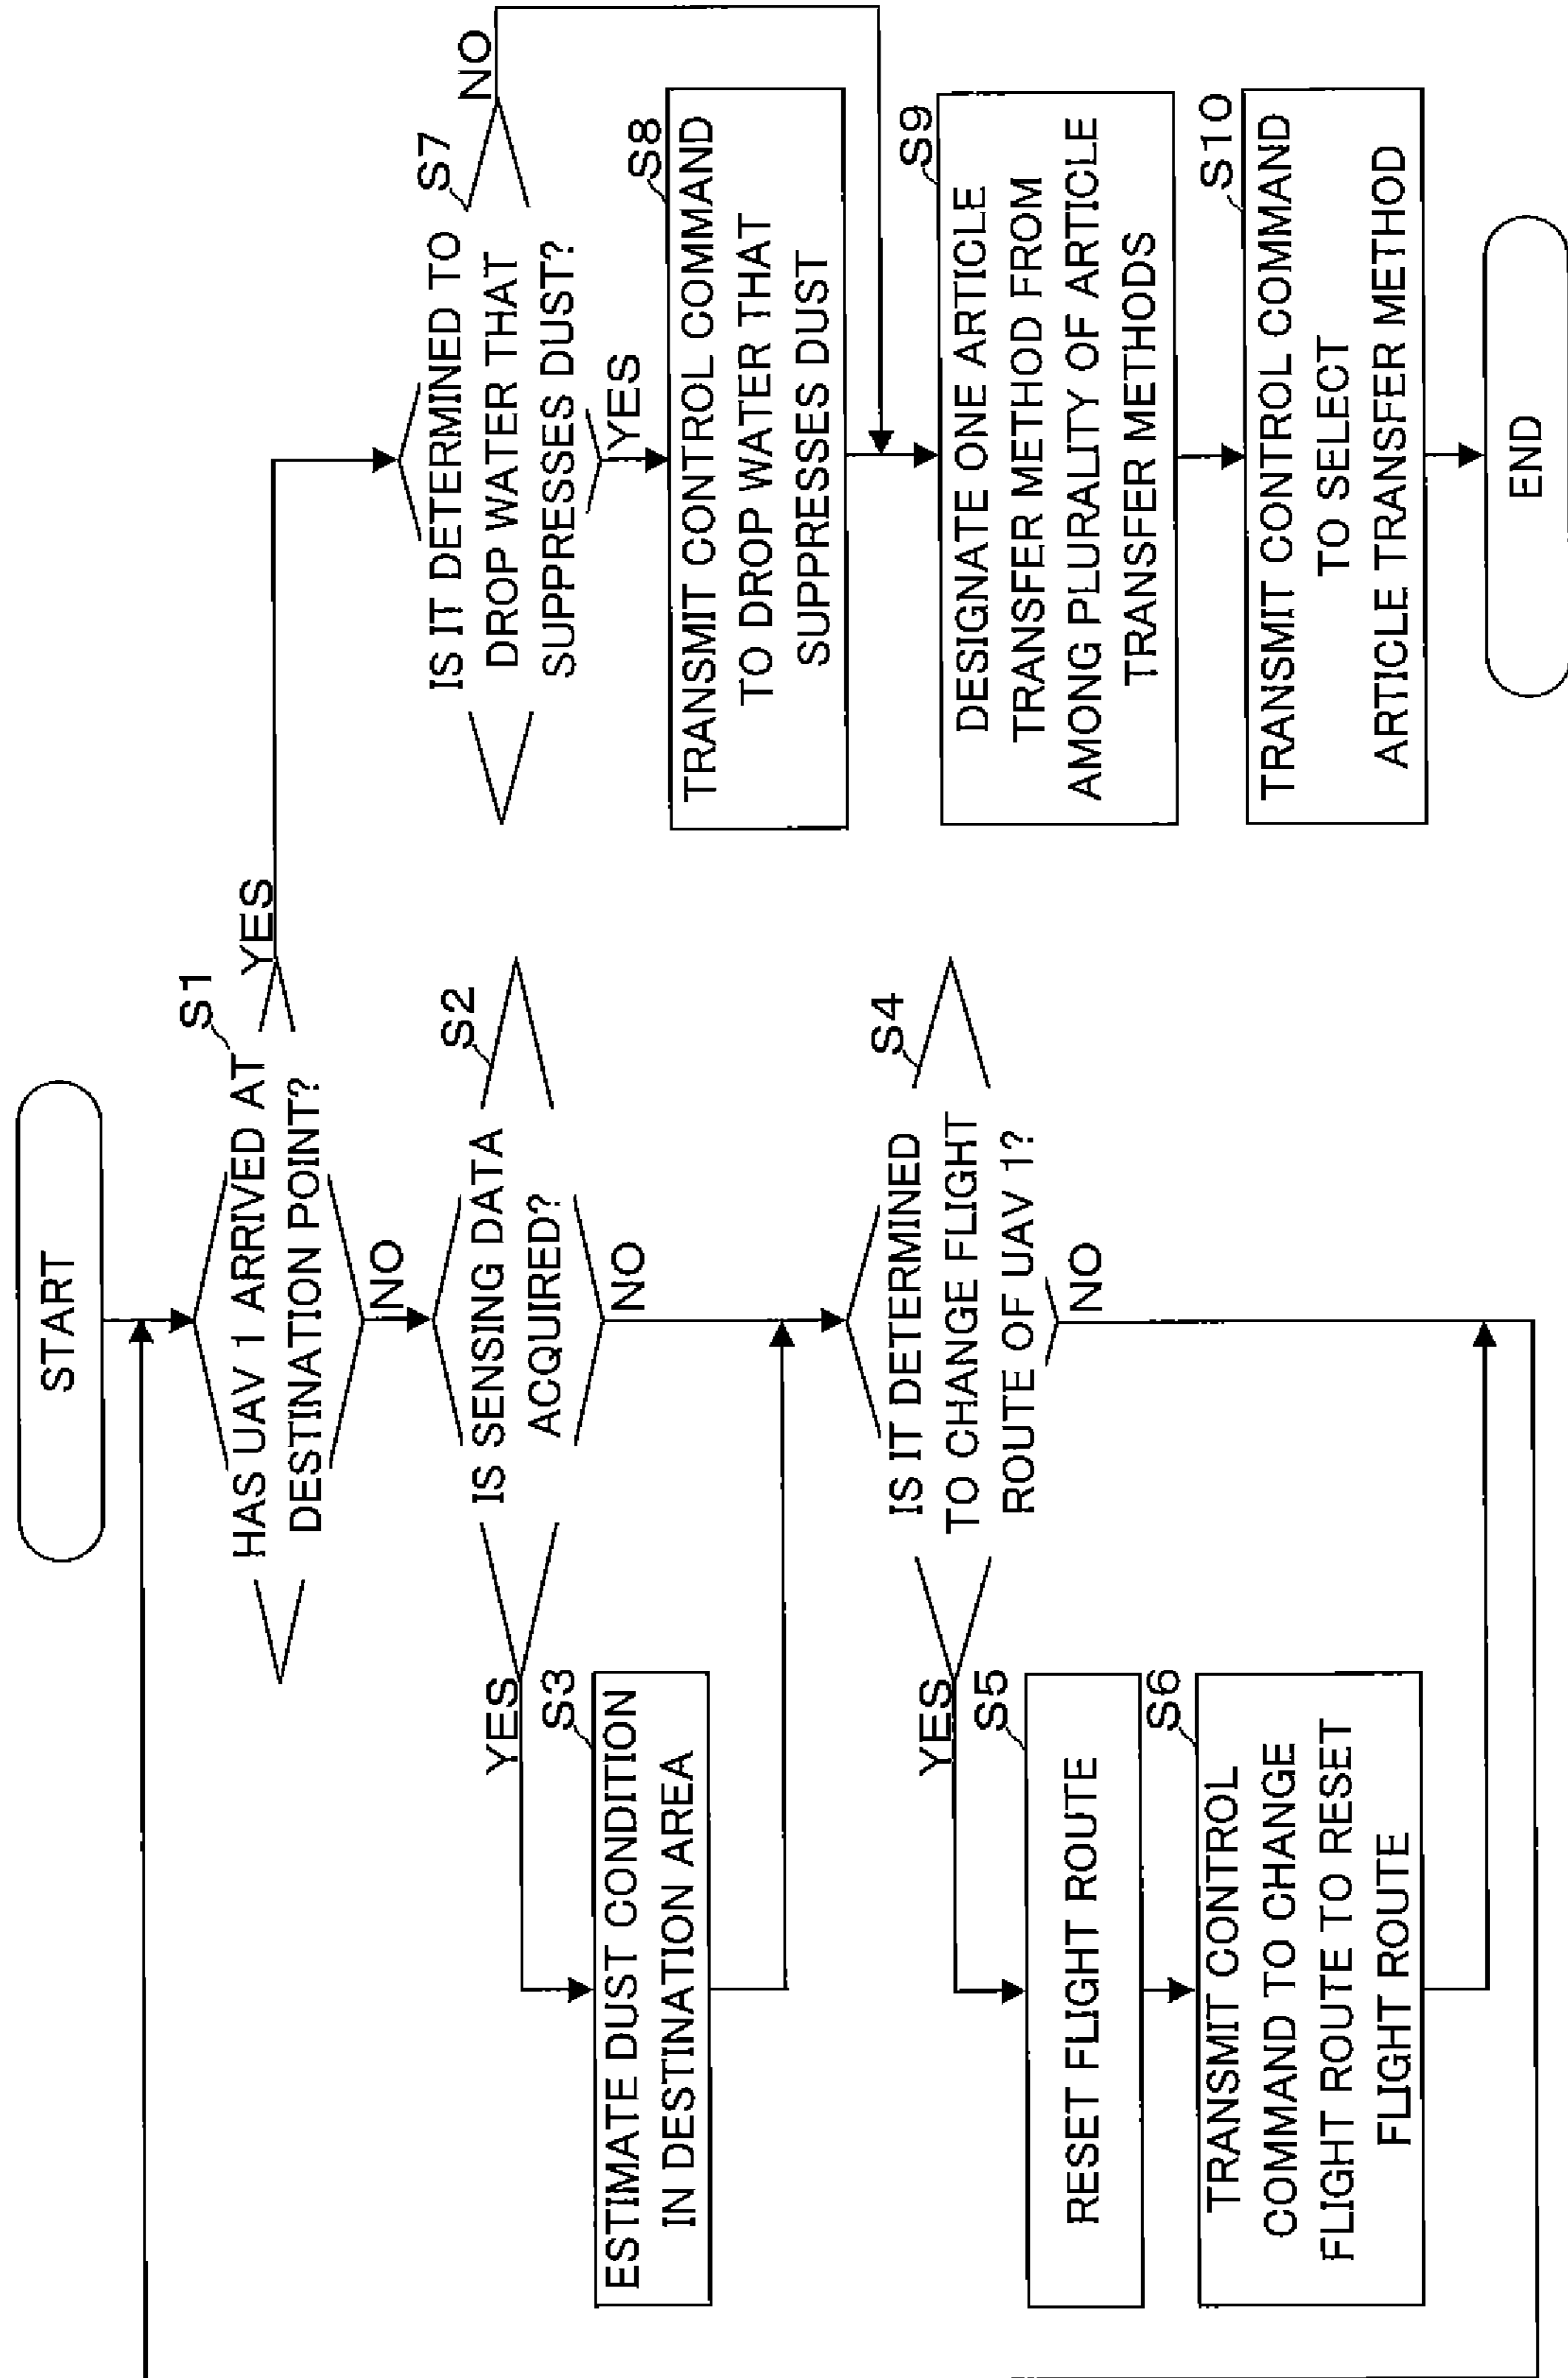 START
S1
HAS UAV 1 ARRIVED AT
DESTINATION POINT?
YES
NO
S2
IS SENSING DATA
ACQUIRED?
YES
NO
S3
ESTIMATE DUST CONDITION
IN DESTINATION AREA
S4
IS IT DETERMINED
TO CHANGE FLIGHT
ROUTE OF UAV 1?
YES
NO
S5
RESET FLIGHT ROUTE
S6
TRANSMIT CONTROL
COMMAND TO CHANGE
FLIGHT ROUTE TO RESET
FLIGHT ROUTE
S7
IS IT DETERMINED TO
DROP WATER THAT
SUPPRESSES DUST?
NO
YES
S8
TRANSMIT CONTROL COMMAND
TO DROP WATER THAT
SUPPRESSES DUST
S9
DESIGNATE ONE ARTICLE
TRANSFER METHOD FROM
AMONG PLURALITY OF ARTICLE
TRANSFER METHODS
S10
TRANSMIT CONTROL COMMAND
TO SELECT
ARTICLE TRANSFER METHOD
END